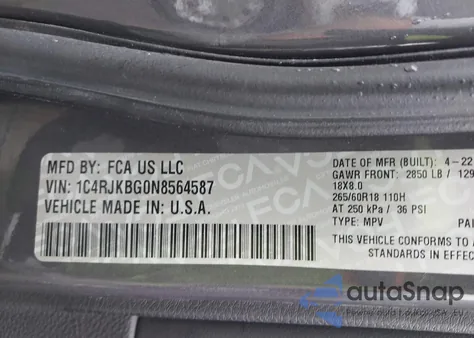 MFD BY: FCA US LLC
VIN: 1C4RJKBG0N8564587
VEHICLE MADE IN: U.S.A.
DATE OF MFR (BUILT): 4-22
GAWR FRONT: 2850 LB / 129
18X8.0
265/60R18 110H
AT 250 kPa / 36 PSI
TYPE: MPV
THIS VEHICLE CONFORMS TO A
STANDARDS IN EFFEC
autoSnap